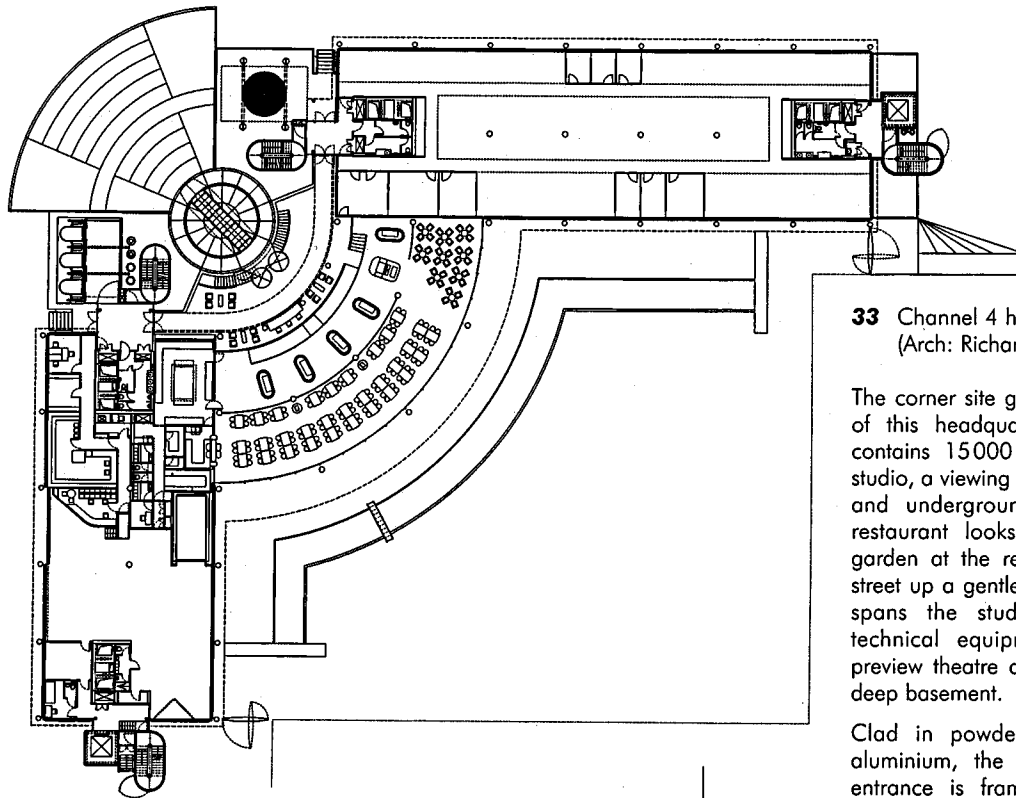 33 Channel 4 h
(Arch: Richar
The corner site g
of this headqua
contains 15000
studio, a viewing
and undergroun
restaurant looks
garden at the re
street up a gentle
spans the stud
technical equipm
preview theatre a
deep basement.
Clad in powde
aluminium, the
entrance is fran